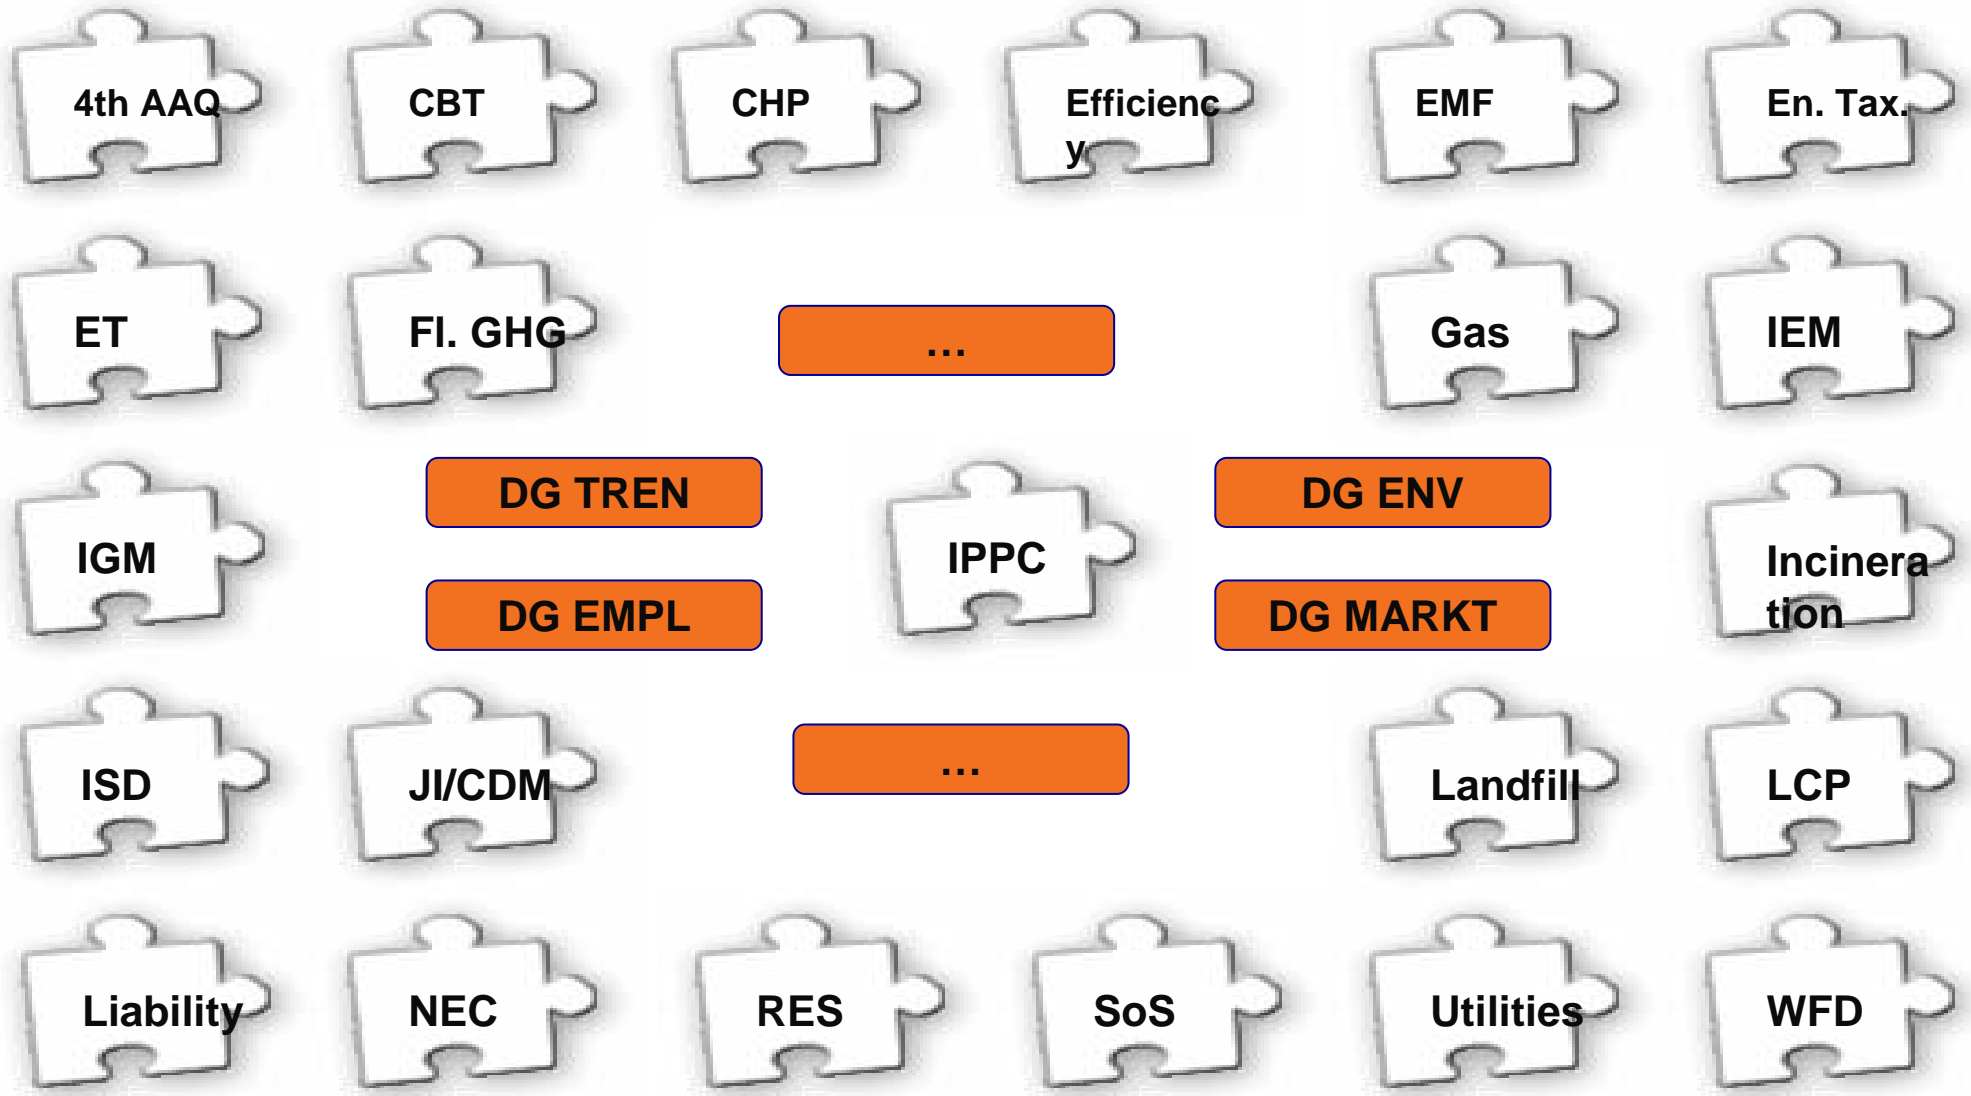 4th AAQ
CBT
CHP
Efficienc
y
EMF
En. Tax.
ET
Fl. GHG
...
Gas
IEM
IGM
DG TREN
DG EMPL
IPPC
DG ENV
DG MARKT
Incinera
tion
ISD
JI/CDM
...
Landfill
LCP
Liability
NEC
RES
SoS
Utilities
WFD